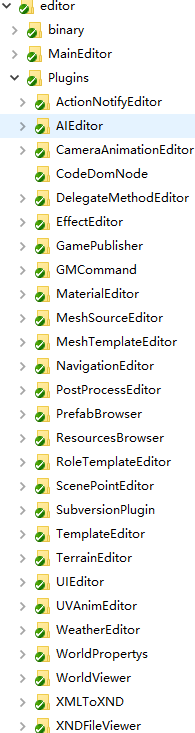 editor
binary
MainEditor
Plugins
ActionNotifyEditor
AIEditor
CameraAnimationEditor
CodeDomNode
DelegateMethodEditor
EffectEditor
GamePublisher
GMCommand
MaterialEditor
MeshSourceEditor
MeshTemplateEditor
NavigationEditor
PostProcessEditor
PrefabBrowser
ResourcesBrowser
RoleTemplateEditor
ScenePointEditor
SubversionPlugin
TemplateEditor
TerrainEditor
UIEditor
UVAnimEditor
WeatherEditor
WorldPropertys
WorldViewer
XMLToXND
XNDFileViewer